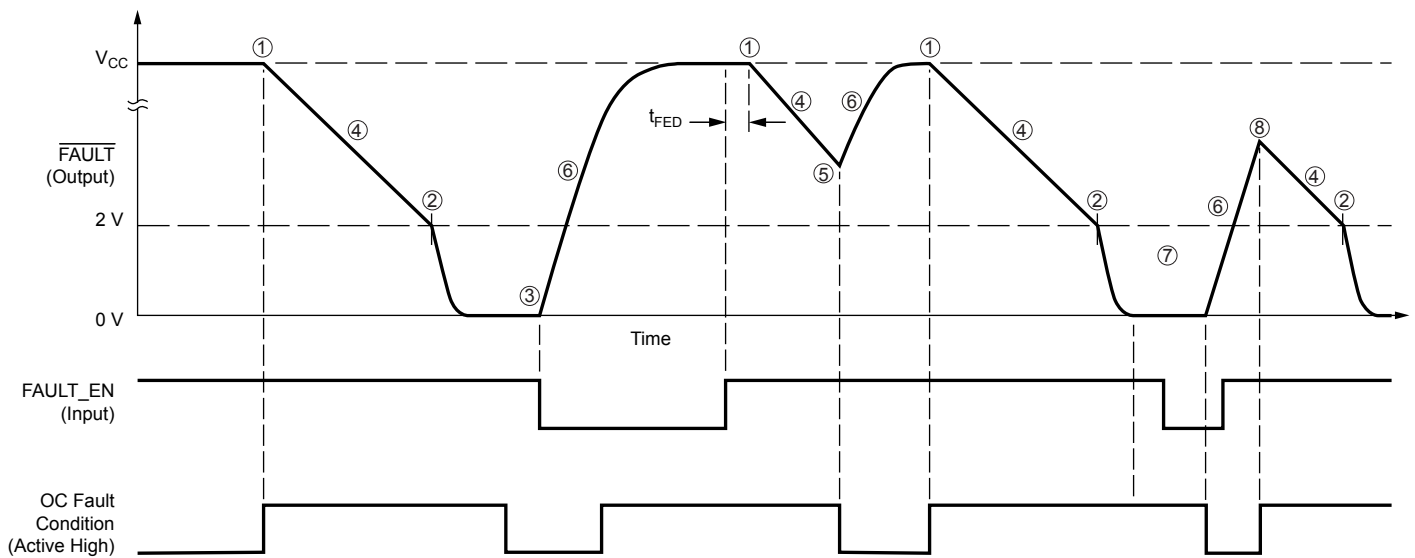 ① ① ①
V_CC
t_FED
④ ④ ⑥ ④ ⑧
FAULT
(Output)
⑥ ⑤ ④
② ② ⑥ ②
2 V
⑦
③
0 V
Time
FAULT_EN
(Input)
OC Fault
Condition
(Active High)